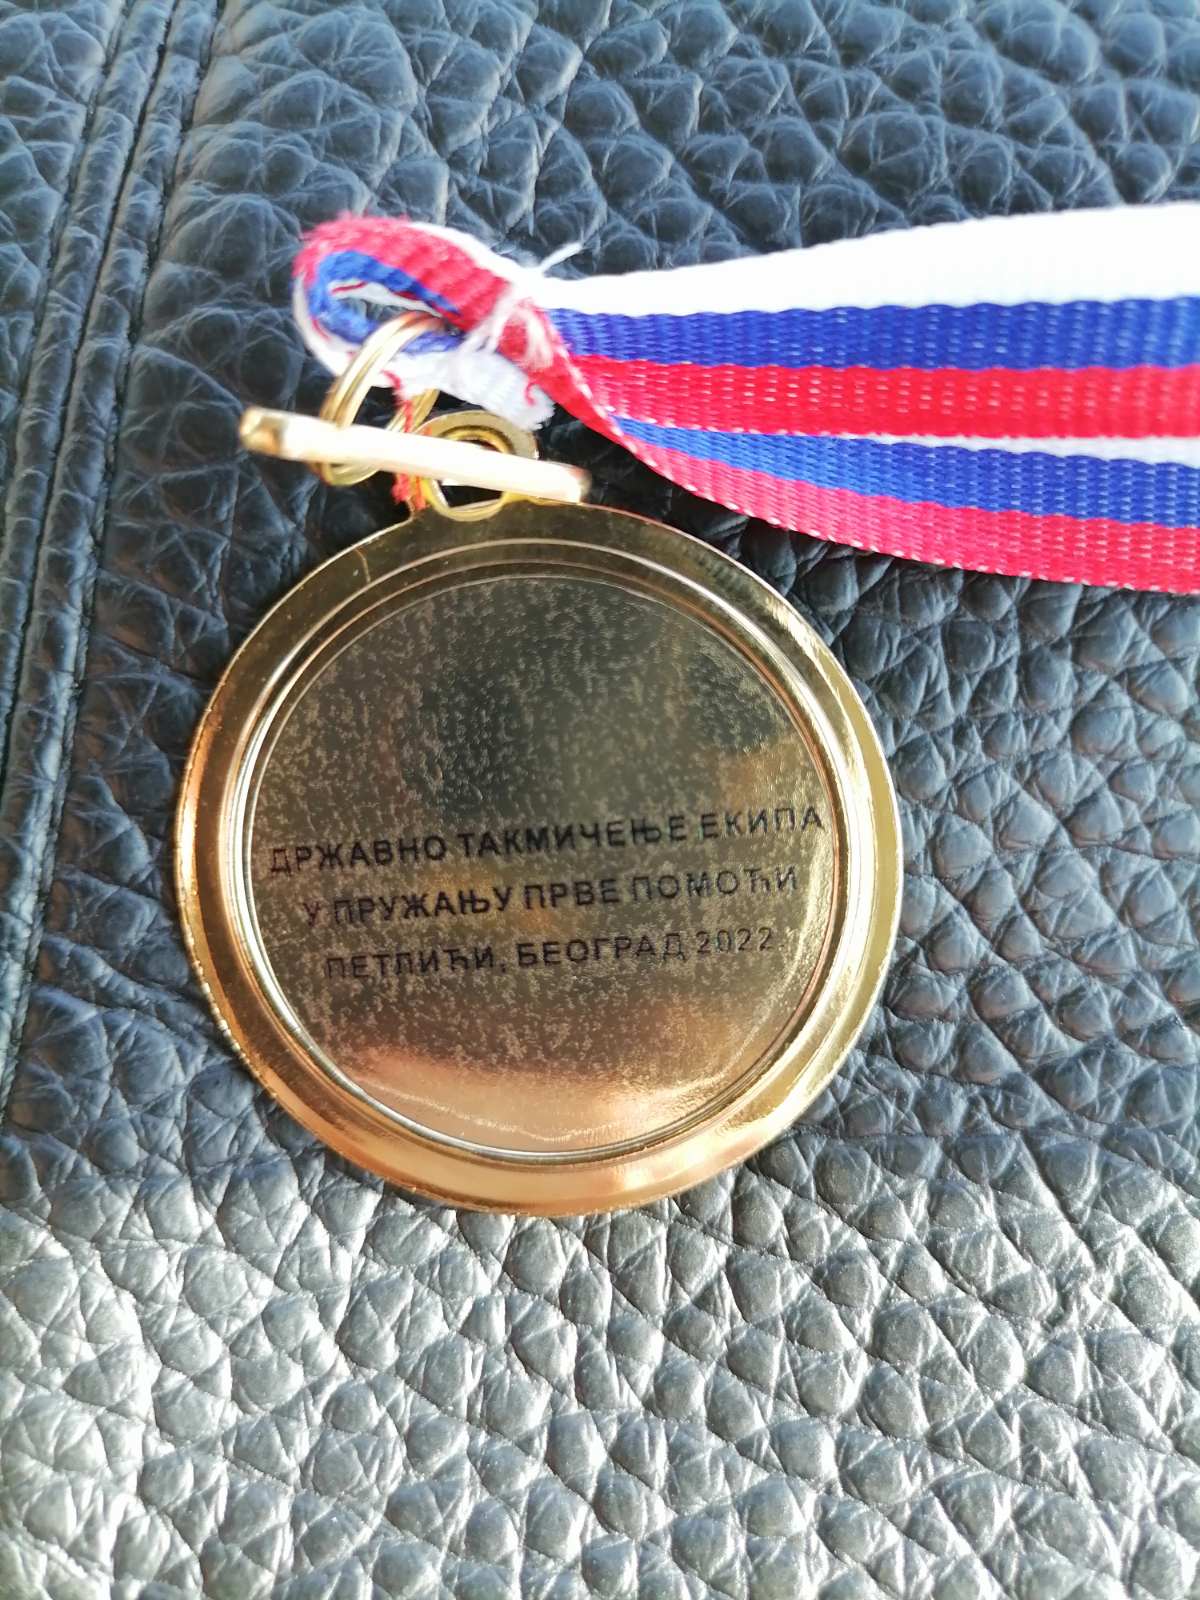 ДРЖАВНО ТАКМИЧЕЊЕ ЕКИПА
У ПРУЖАЊУ ПРВЕ ПОМОЋИ
ПЕТЛИЋИ, БЕОГРАД 2022.